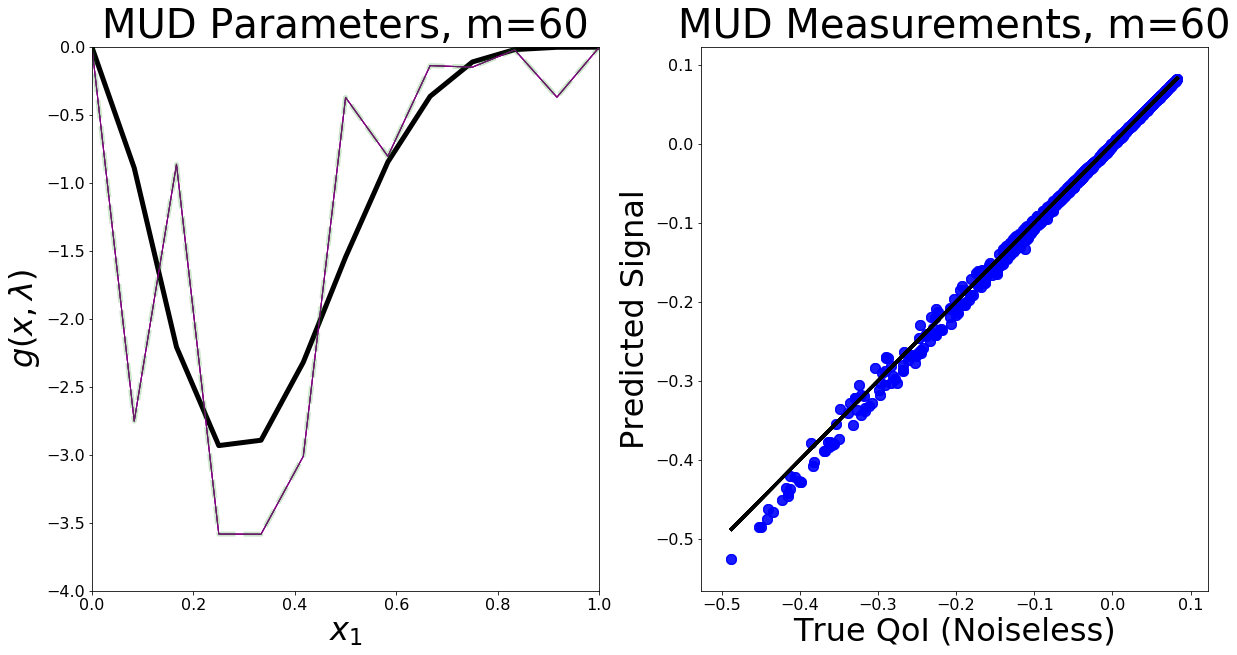 MUD Parameters, m=60
0.0
−0.5
−1.0
−1.5
−2.0
−2.5
−3.0
−3.5
−4.0
g(x, λ)
0.0 0.2 0.4 0.6 0.8 1.0
x₁
MUD Measurements, m=60
0.1
0.0
−0.1
−0.2
−0.3
−0.4
−0.5
Predicted Signal
−0.5 −0.4 −0.3 −0.2 −0.1 0.0 0.1
True QoI (Noiseless)